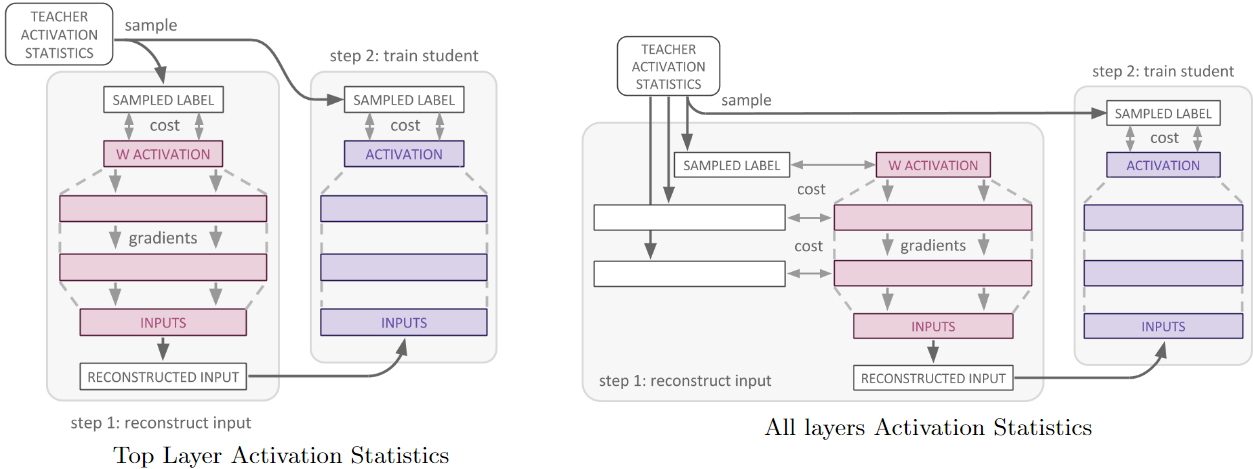 TEACHER
ACTIVATION
STATISTICS
sample
step 2: train student
SAMPLED LABEL
cost
W ACTIVATION
gradients
INPUTS
RECONSTRUCTED INPUT
step 1: reconstruct input
SAMPLED LABEL
cost
ACTIVATION
INPUTS
Top Layer Activation Statistics
TEACHER
ACTIVATION
STATISTICS
sample
step 2: train student
SAMPLED LABEL
W ACTIVATION
cost
cost
gradients
INPUTS
RECONSTRUCTED INPUT
step 1: reconstruct input
SAMPLED LABEL
cost
ACTIVATION
INPUTS
All layers Activation Statistics